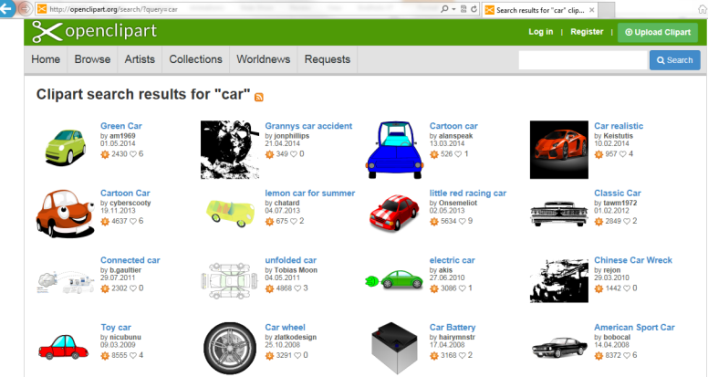 http://openclipart.org/search/?query=car
Search results for "car" clip...
openclipart
Log in | Register | Upload Clipart
Home Browse Artists Collections Worldnews Requests
Search
Clipart search results for "car"
Green Car
by am1969
01.05.2014
2430 6
Grannys car accident
by jonphillips
21.04.2014
349 0
Cartoon car
by alanspeak
13.03.2014
526 1
Car realistic
by Keistutis
10.02.2014
957 4
Cartoon Car
by cyberscooty
19.11.2013
4637 6
lemon car for summer
by chatard
04.07.2013
675 2
little red racing car
by Onsemeliot
02.05.2013
5634 9
Classic Car
by tawm1972
01.02.2012
2849 2
Connected car
by b.gaultier
29.07.2011
2302 0
unfolded car
by Tobias Moon
04.05.2011
4868 3
electric car
by akis
27.06.2010
3086 1
Chinese Car Wreck
by rejon
29.03.2010
1442 0
Toy car
by nicubunu
09.03.2009
8555 4
Car wheel
by zlatkodesign
25.10.2008
3291 0
Car Battery
by hairymnstr
17.04.2008
3168 2
American Sport Car
by bobocal
14.04.2008
8372 6